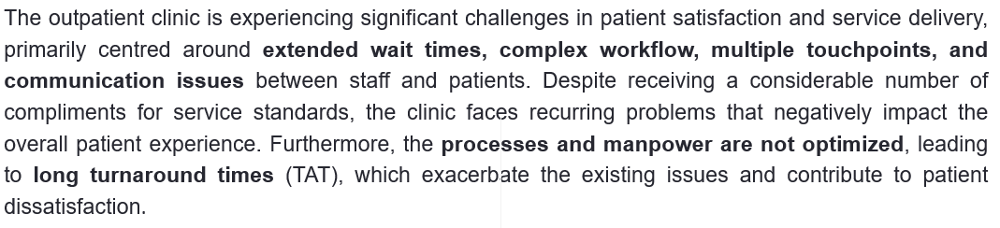 The outpatient clinic is experiencing significant challenges in patient satisfaction and service delivery,
primarily centred around extended wait times, complex workflow, multiple touchpoints, and
communication issues between staff and patients. Despite receiving a considerable number of
compliments for service standards, the clinic faces recurring problems that negatively impact the
overall patient experience. Furthermore, the processes and manpower are not optimized, leading
to long turnaround times (TAT), which exacerbate the existing issues and contribute to patient
dissatisfaction.